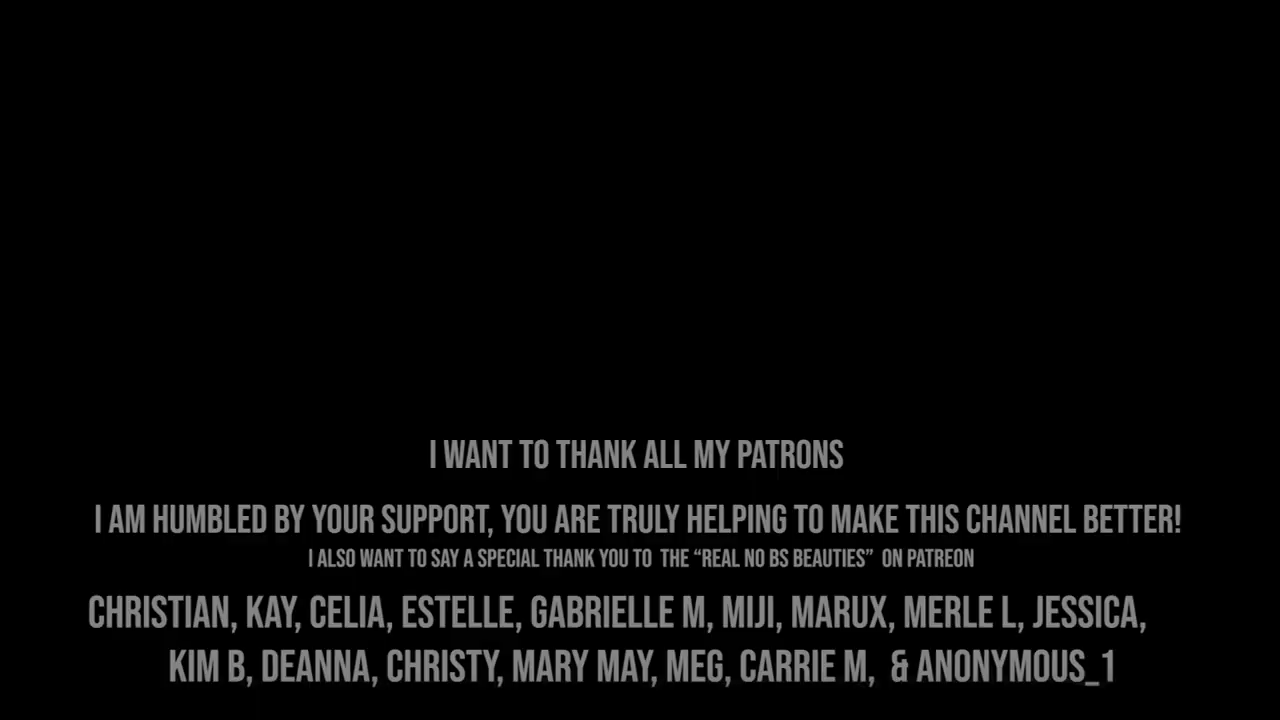 I WANT TO THANK ALL MY PATRONS
I AM HUMBLED BY YOUR SUPPORT, YOU ARE TRULY HELPING TO MAKE THIS CHANNEL BETTER!
I ALSO WANT TO SAY A SPECIAL THANK YOU TO THE “REAL NO BS BEAUTIES” ON PATREON
CHRISTIAN, KAY, CELIA, ESTELLE, GABRIELLE M, MIJI, MARUX, MERLE L, JESSICA,
KIM B, DEANNA, CHRISTY, MARY MAY, MEG, CARRIE M, & ANONYMOUS_1